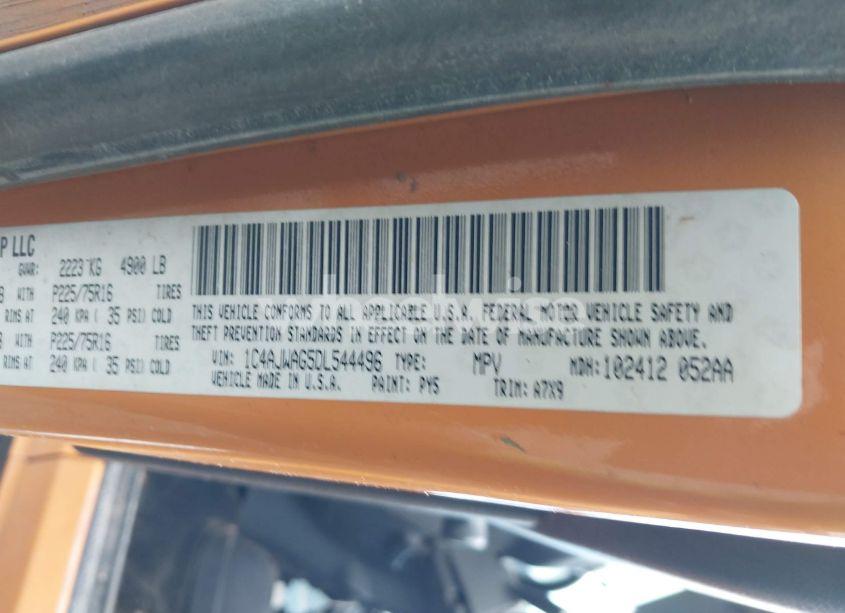 P LLC
GVWR: 2223 KG 4900 LB
B WITH P225/75R16 TIRES
RIMS AT 240 KPA ( 35 PSI) COLD
B WITH P225/75R16 TIRES
RIMS AT 240 KPA ( 35 PSI) COLD
THIS VEHICLE CONFORMS TO ALL APPLICABLE U.S.A. FEDERAL MOTOR VEHICLE SAFETY AND
THEFT PREVENTION STANDARDS IN EFFECT ON THE DATE OF MANUFACTURE SHOWN ABOVE.
VIN: 1C4AJWAG5DL544496 TYPE: MPV MDH: 102412 052AA
VEHICLE MADE IN U.S.A. PAINT: PY5 TRIM: A7X9